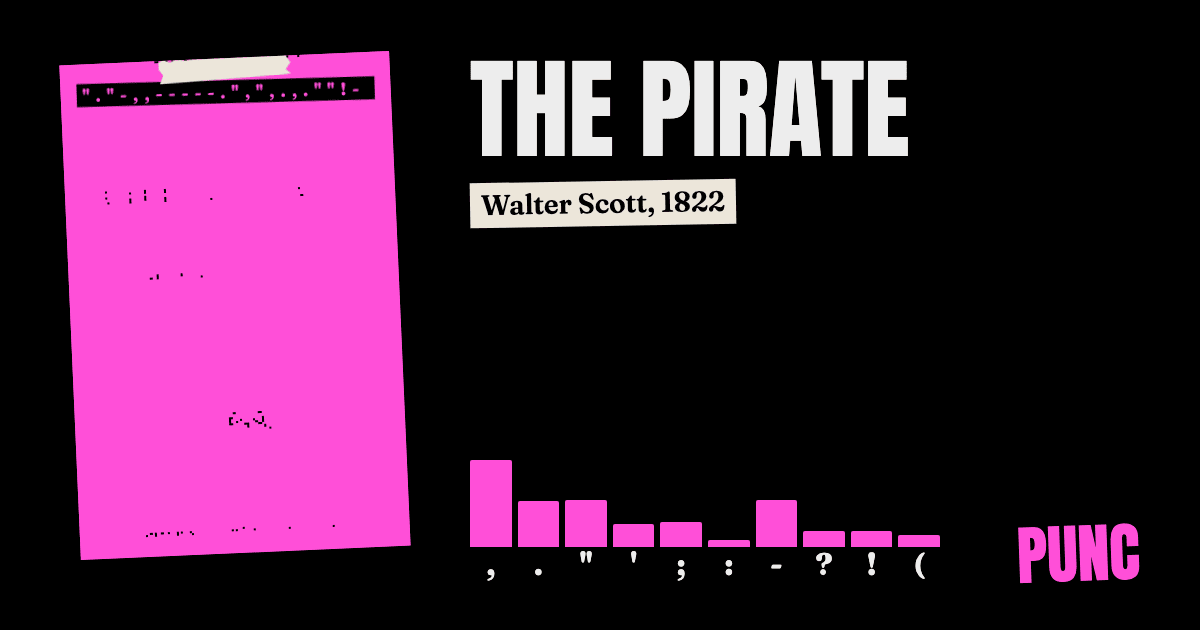 "."-,,-----.",",.,.""!-
THE PIRATE
Walter Scott, 1822
, . " ' ; : - ? ! (
PUNC